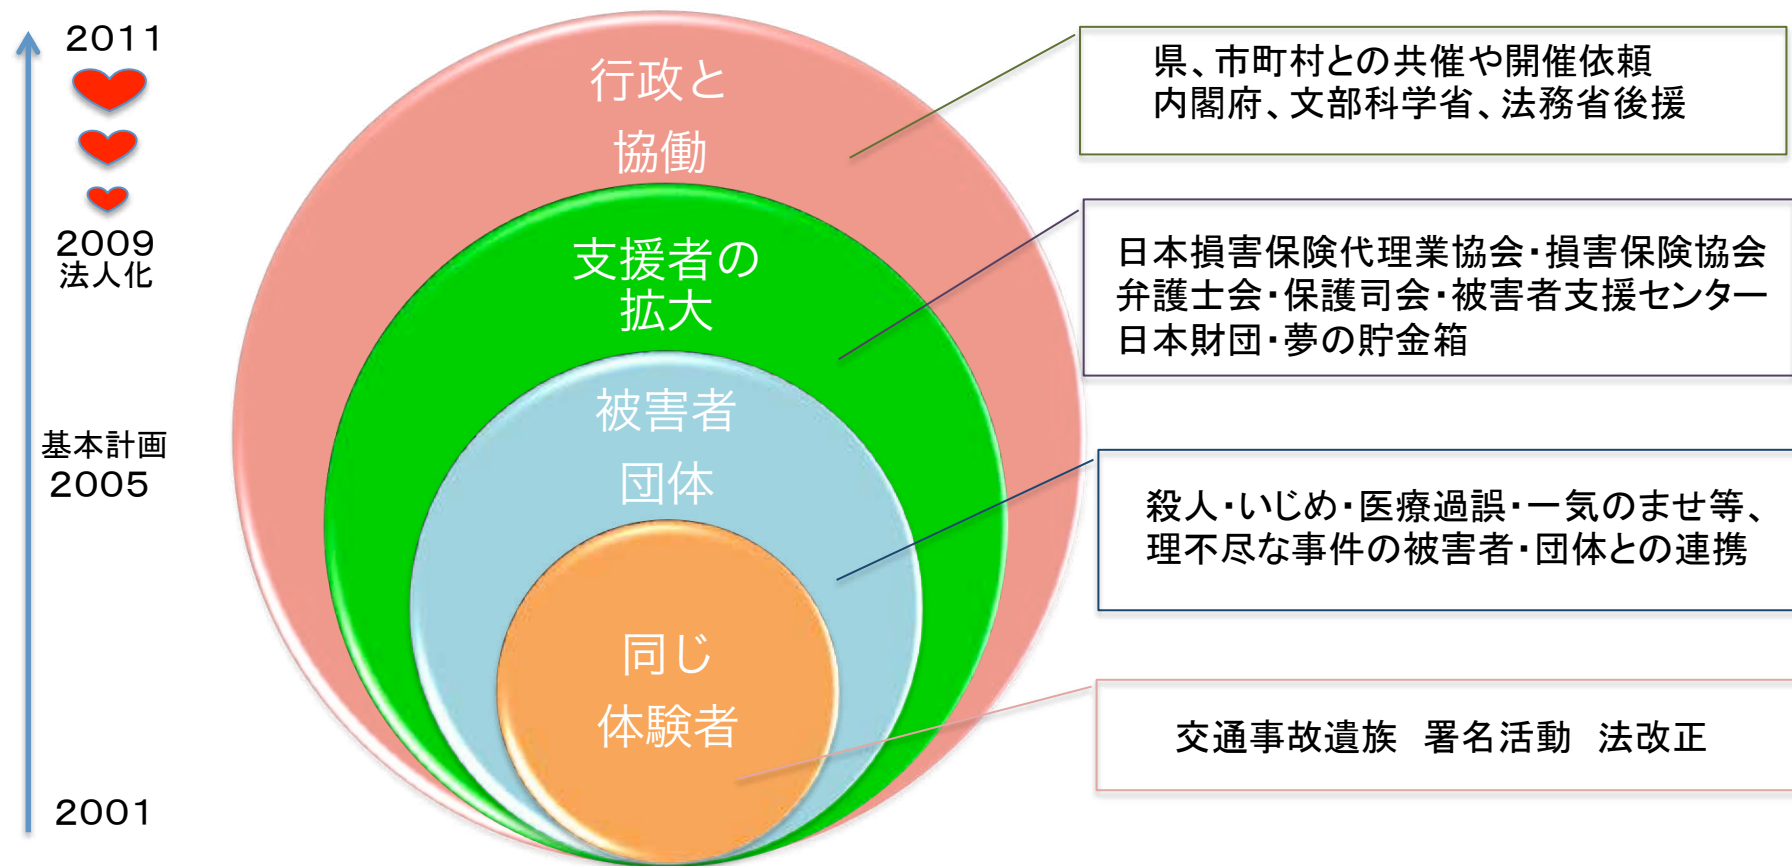 2011
2009
法人化
基本計画
2005
2001
行政と
協働
支援者の
拡大
被害者
団体
同じ
体験者
県、市町村との共催や開催依頼
内閣府、文部科学省、法務省後援
日本損害保険代理業協会・損害保険協会
弁護士会・保護司会・被害者支援センター
日本財団・夢の貯金箱
殺人・いじめ・医療過誤・一気のませ等、
理不尽な事件の被害者・団体との連携
交通事故遺族　署名活動　法改正